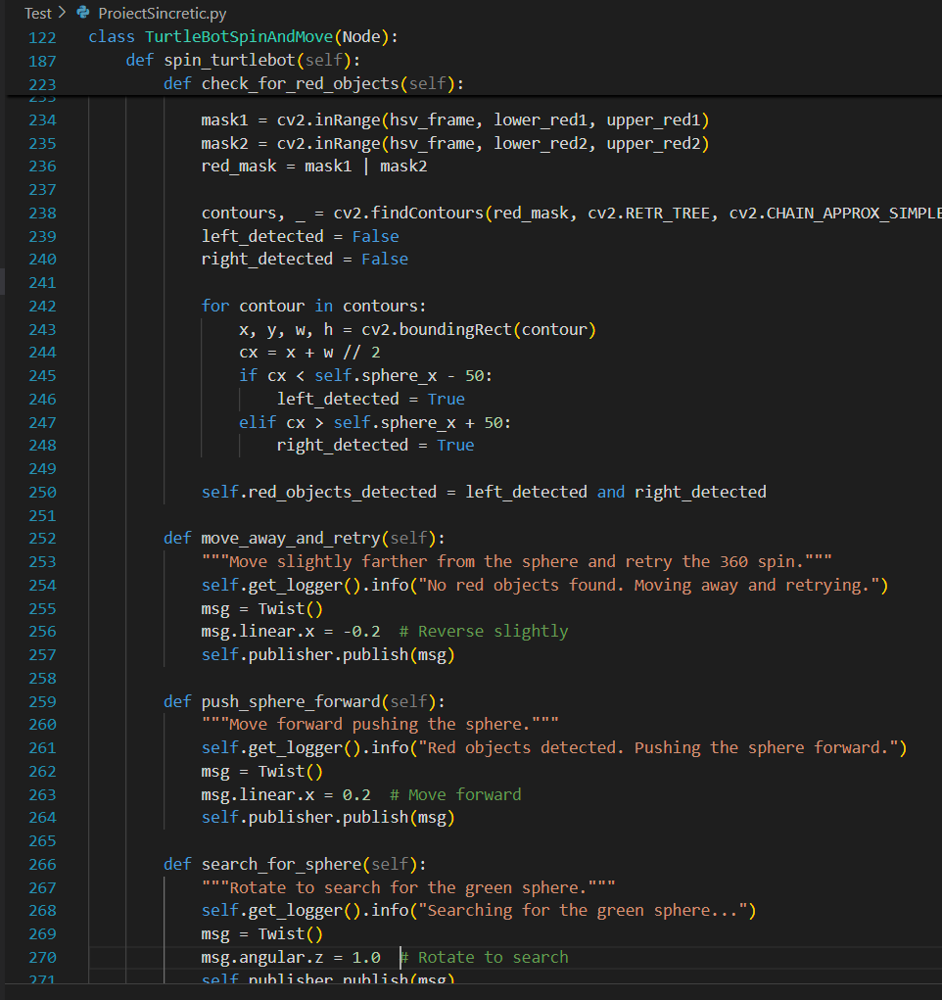 Test > ProiectSincretic.py
122 class TurtleBotSpinAndMove(Node):
187 def spin_turtlebot(self):
223 def check_for_red_objects(self):
233
234 mask1 = cv2.inRange(hsv_frame, lower_red1, upper_red1)
235 mask2 = cv2.inRange(hsv_frame, lower_red2, upper_red2)
236 red_mask = mask1 | mask2
237
238 contours, _ = cv2.findContours(red_mask, cv2.RETR_TREE, cv2.CHAIN_APPROX_SIMPLE
239 left_detected = False
240 right_detected = False
241
242 for contour in contours:
243 x, y, w, h = cv2.boundingRect(contour)
244 cx = x + w // 2
245 if cx < self.sphere_x - 50:
246 left_detected = True
247 elif cx > self.sphere_x + 50:
248 right_detected = True
249
250 self.red_objects_detected = left_detected and right_detected
251
252 def move_away_and_retry(self):
253 """Move slightly farther from the sphere and retry the 360 spin."""
254 self.get_logger().info("No red objects found. Moving away and retrying.")
255 msg = Twist()
256 msg.linear.x = -0.2 # Reverse slightly
257 self.publisher.publish(msg)
258
259 def push_sphere_forward(self):
260 """Move forward pushing the sphere."""
261 self.get_logger().info("Red objects detected. Pushing the sphere forward.")
262 msg = Twist()
263 msg.linear.x = 0.2 # Move forward
264 self.publisher.publish(msg)
265
266 def search_for_sphere(self):
267 """Rotate to search for the green sphere."""
268 self.get_logger().info("Searching for the green sphere...")
269 msg = Twist()
270 msg.angular.z = 1.0 # Rotate to search
271 self.publisher.publish(msg)